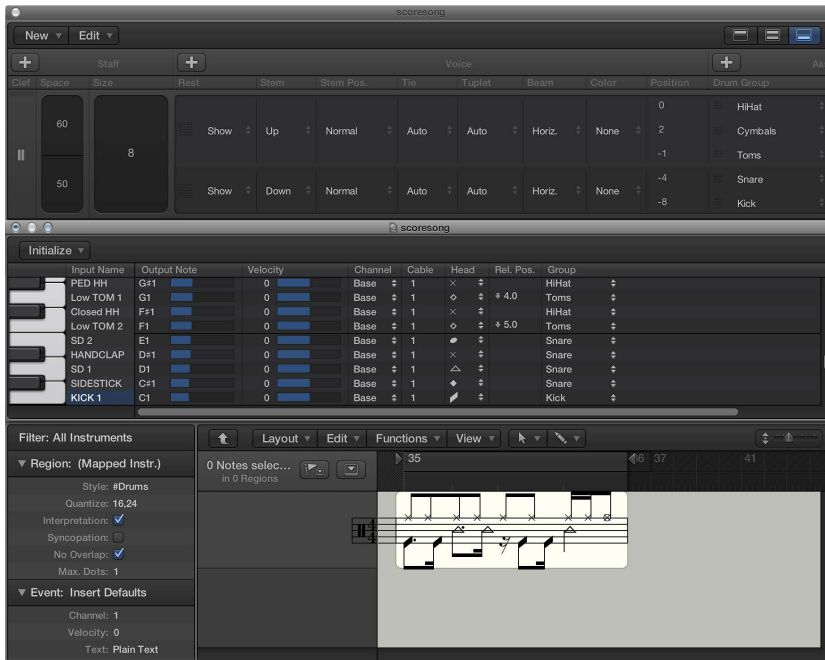 scoresong
New Edit
Staff Voice As
Clef Space Size Rest Stem Stem Pos. Tie Tuplet Beam Color Position Drum Group
0 HiHat
60 Show Up Normal Auto Auto Horiz. None 2 Cymbals
8 -1 Toms
50 Show Down Normal Auto Auto Horiz. None -4 Snare
-8 Kick
scoresong
Initialize
Input Name Output Note Velocity Channel Cable Head Rel. Pos. Group
PED HH G#1 0 Base 1 HiHat
Low TOM 1 G1 0 Base 1 4.0 Toms
Closed HH F#1 0 Base 1 HiHat
Low TOM 2 F1 0 Base 1 5.0 Toms
SD 2 E1 0 Base 1 Snare
HANDCLAP D#1 0 Base 1 Snare
SD 1 D1 0 Base 1 Snare
SIDESTICK C#1 0 Base 1 Snare
KICK 1 C1 0 Base 1 Kick
Filter: All Instruments
Layout Edit Functions View
Region: (Mapped Instr.)
0 Notes selec...
in 0 Regions
35 36 37 41
Style: #Drums
Quantize: 16,24
Interpretation:
Syncopation:
No Overlap:
Max. Dots: 1
4
4
Event: Insert Defaults
Channel: 1
Velocity: 0
Text: Plain Text